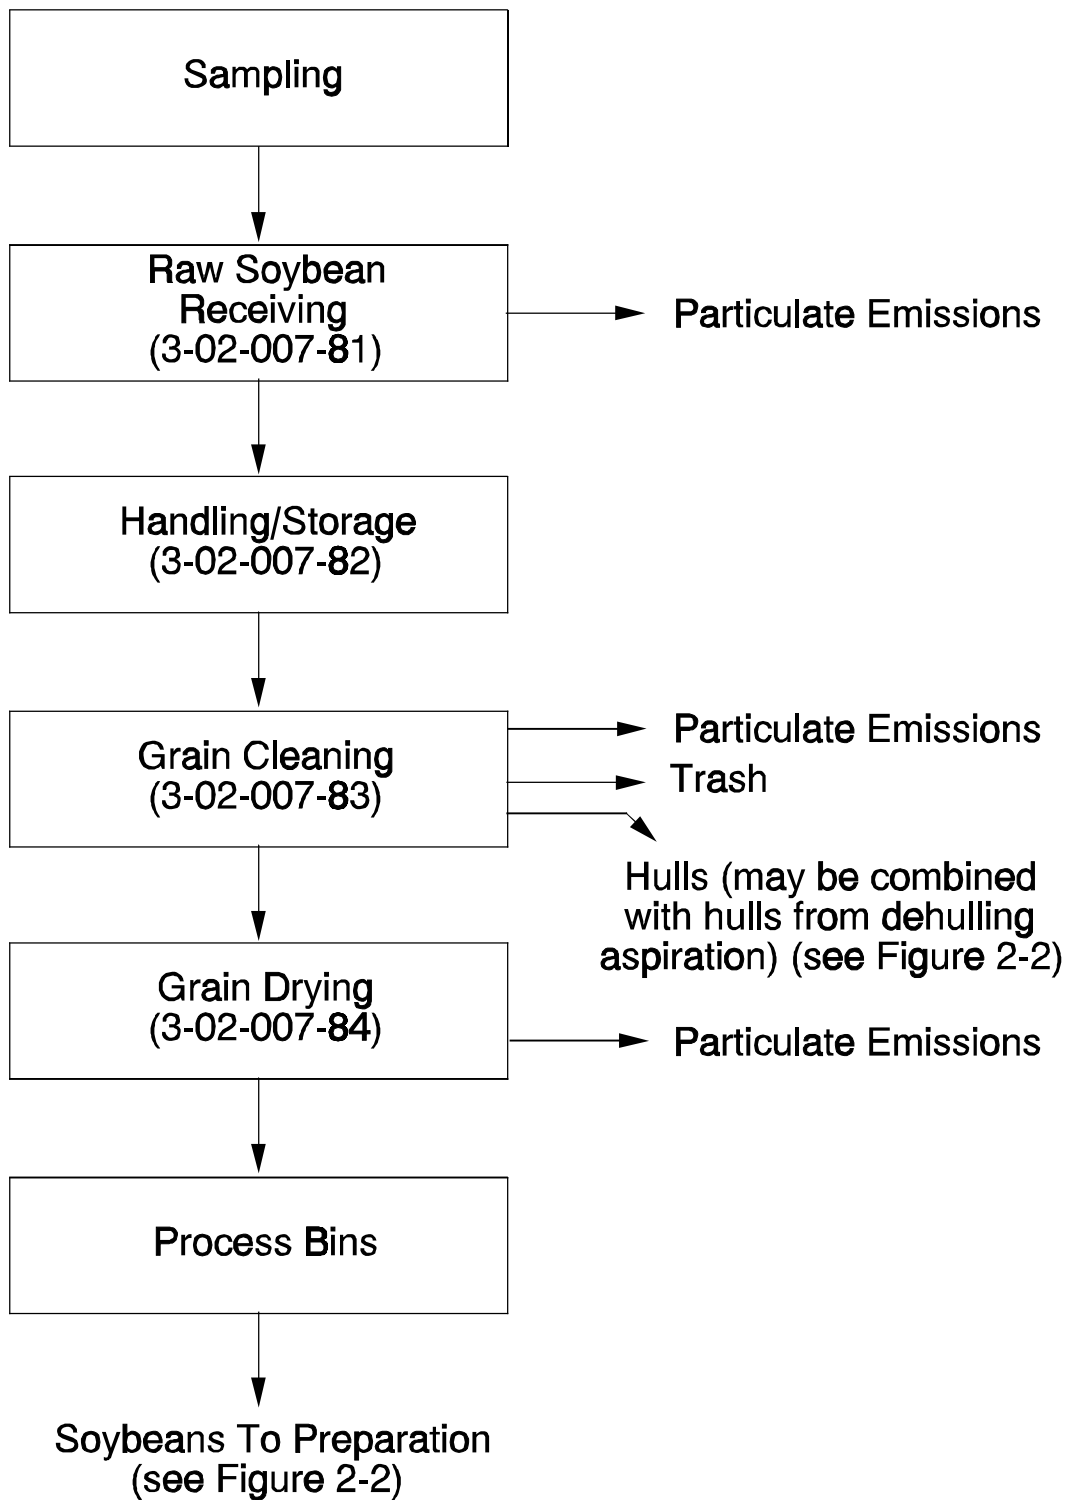 Sampling
Raw Soybean
Receiving
(3-02-007-81)
Particulate Emissions
Handling/Storage
(3-02-007-82)
Grain Cleaning
(3-02-007-83)
Particulate Emissions
Trash
Hulls (may be combined
with hulls from dehulling
aspiration) (see Figure 2-2)
Grain Drying
(3-02-007-84)
Particulate Emissions
Process Bins
Soybeans To Preparation
(see Figure 2-2)